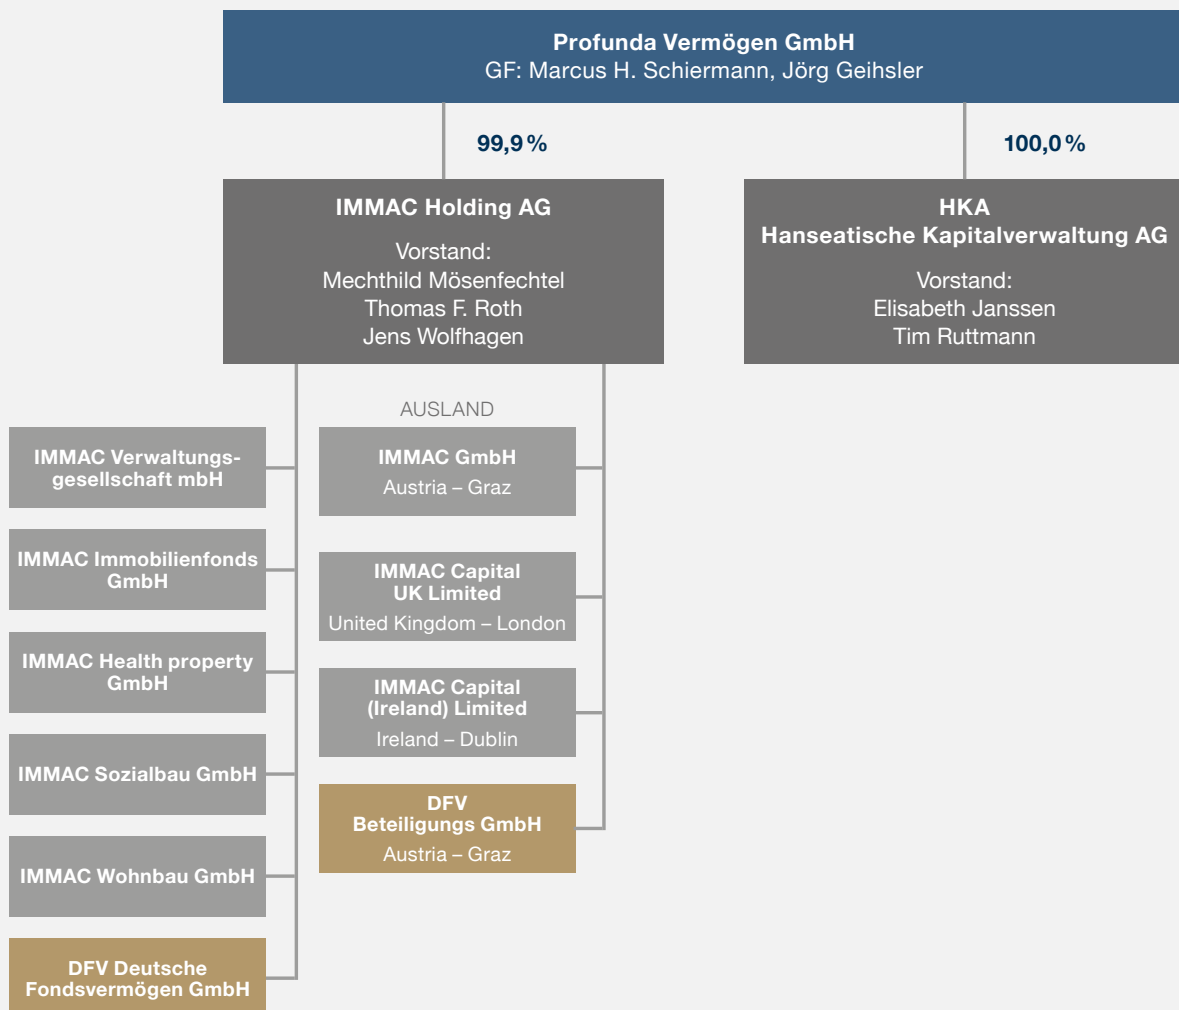 Profunda Vermögen GmbH
GF: Marcus H. Schiermann, Jörg Geihsler
99,9 %
100,0 %
IMMAC Holding AG
Vorstand:
Mechthild Mösenfechtel
Thomas F. Roth
Jens Wolfhagen
HKA
Hanseatische Kapitalverwaltung AG
Vorstand:
Elisabeth Janssen
Tim Ruttmann
IMMAC Verwaltungs-
gesellschaft mbH
IMMAC Immobilienfonds
GmbH
IMMAC Health property
GmbH
IMMAC Sozialbau GmbH
IMMAC Wohnbau GmbH
DFV Deutsche
Fondsvermögen GmbH
AUSLAND
IMMAC GmbH
Austria – Graz
IMMAC Capital
UK Limited
United Kingdom – London
IMMAC Capital
(Ireland) Limited
Ireland – Dublin
DFV
Beteiligungs GmbH
Austria – Graz